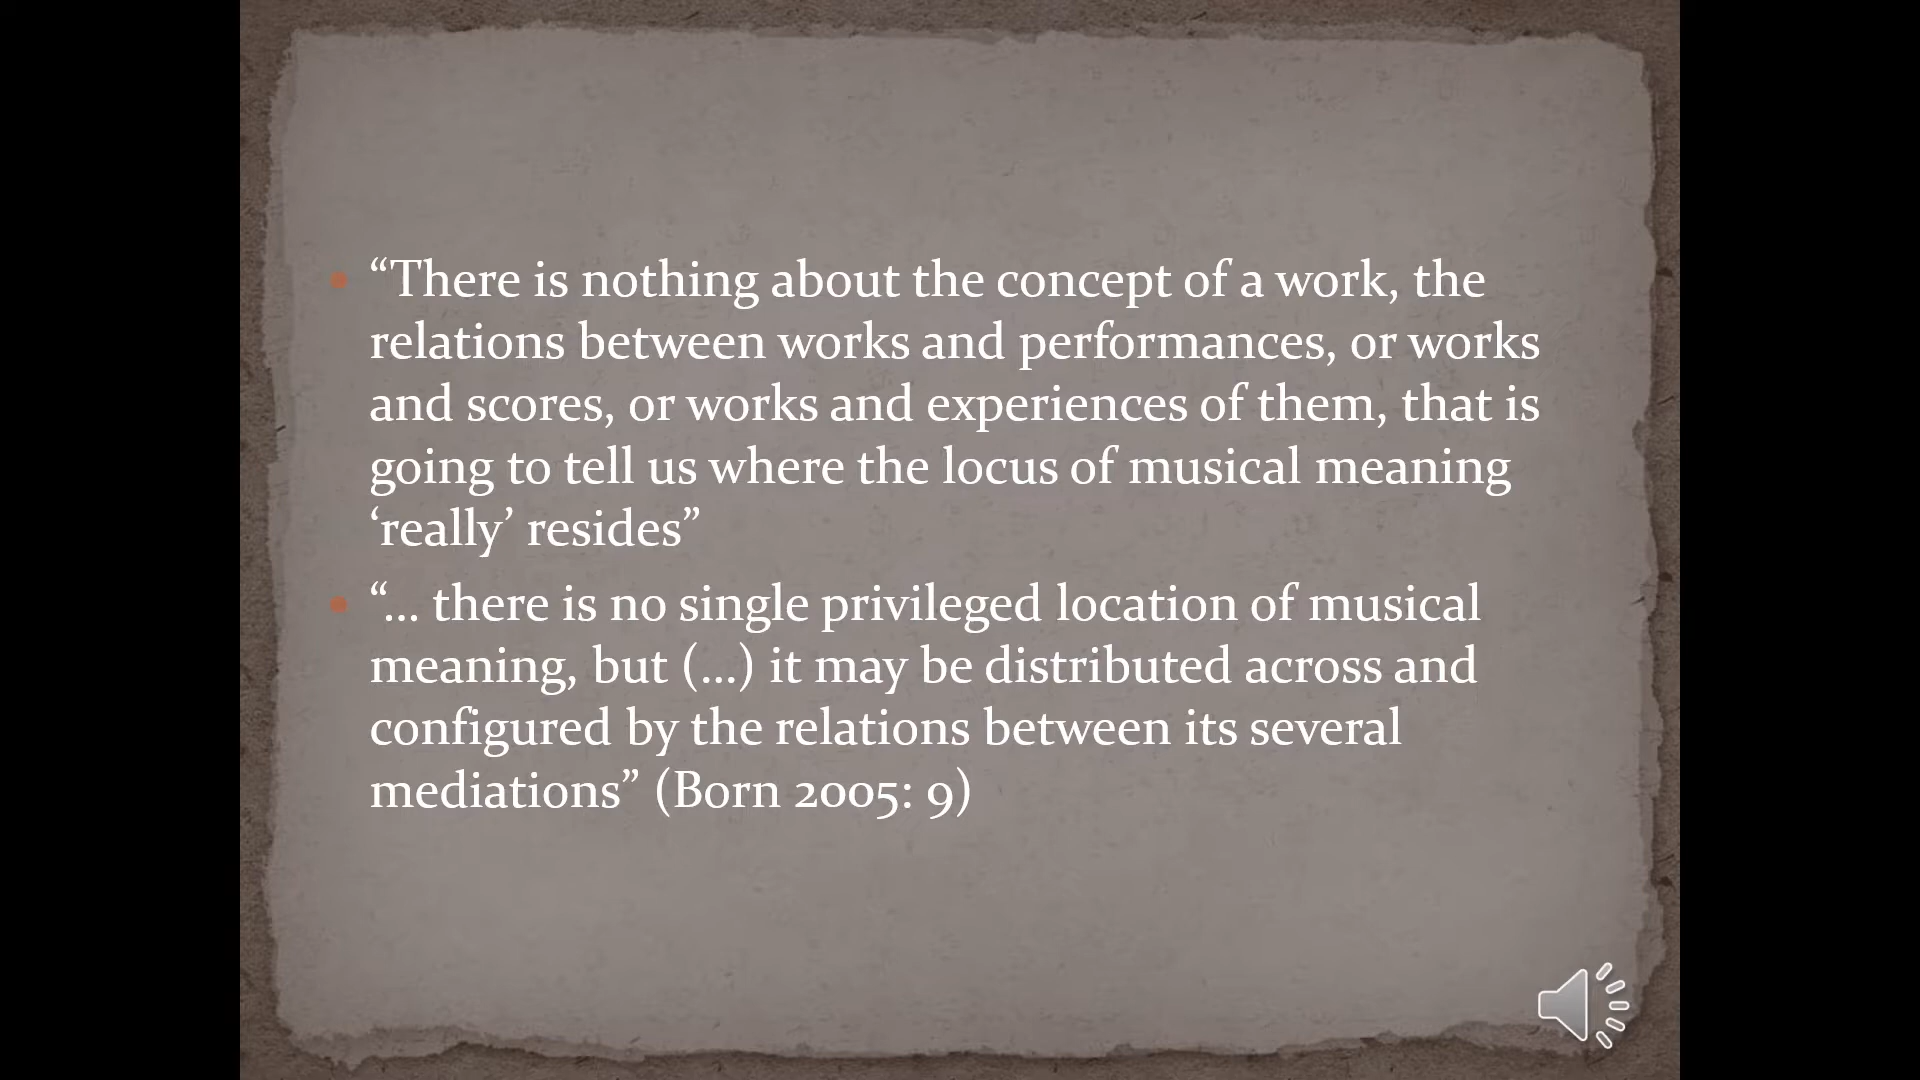 “There is nothing about the concept of a work, the
relations between works and performances, or works
and scores, or works and experiences of them, that is
going to tell us where the locus of musical meaning
‘really’ resides”
“… there is no single privileged location of musical
meaning, but (…) it may be distributed across and
configured by the relations between its several
mediations” (Born 2005: 9)